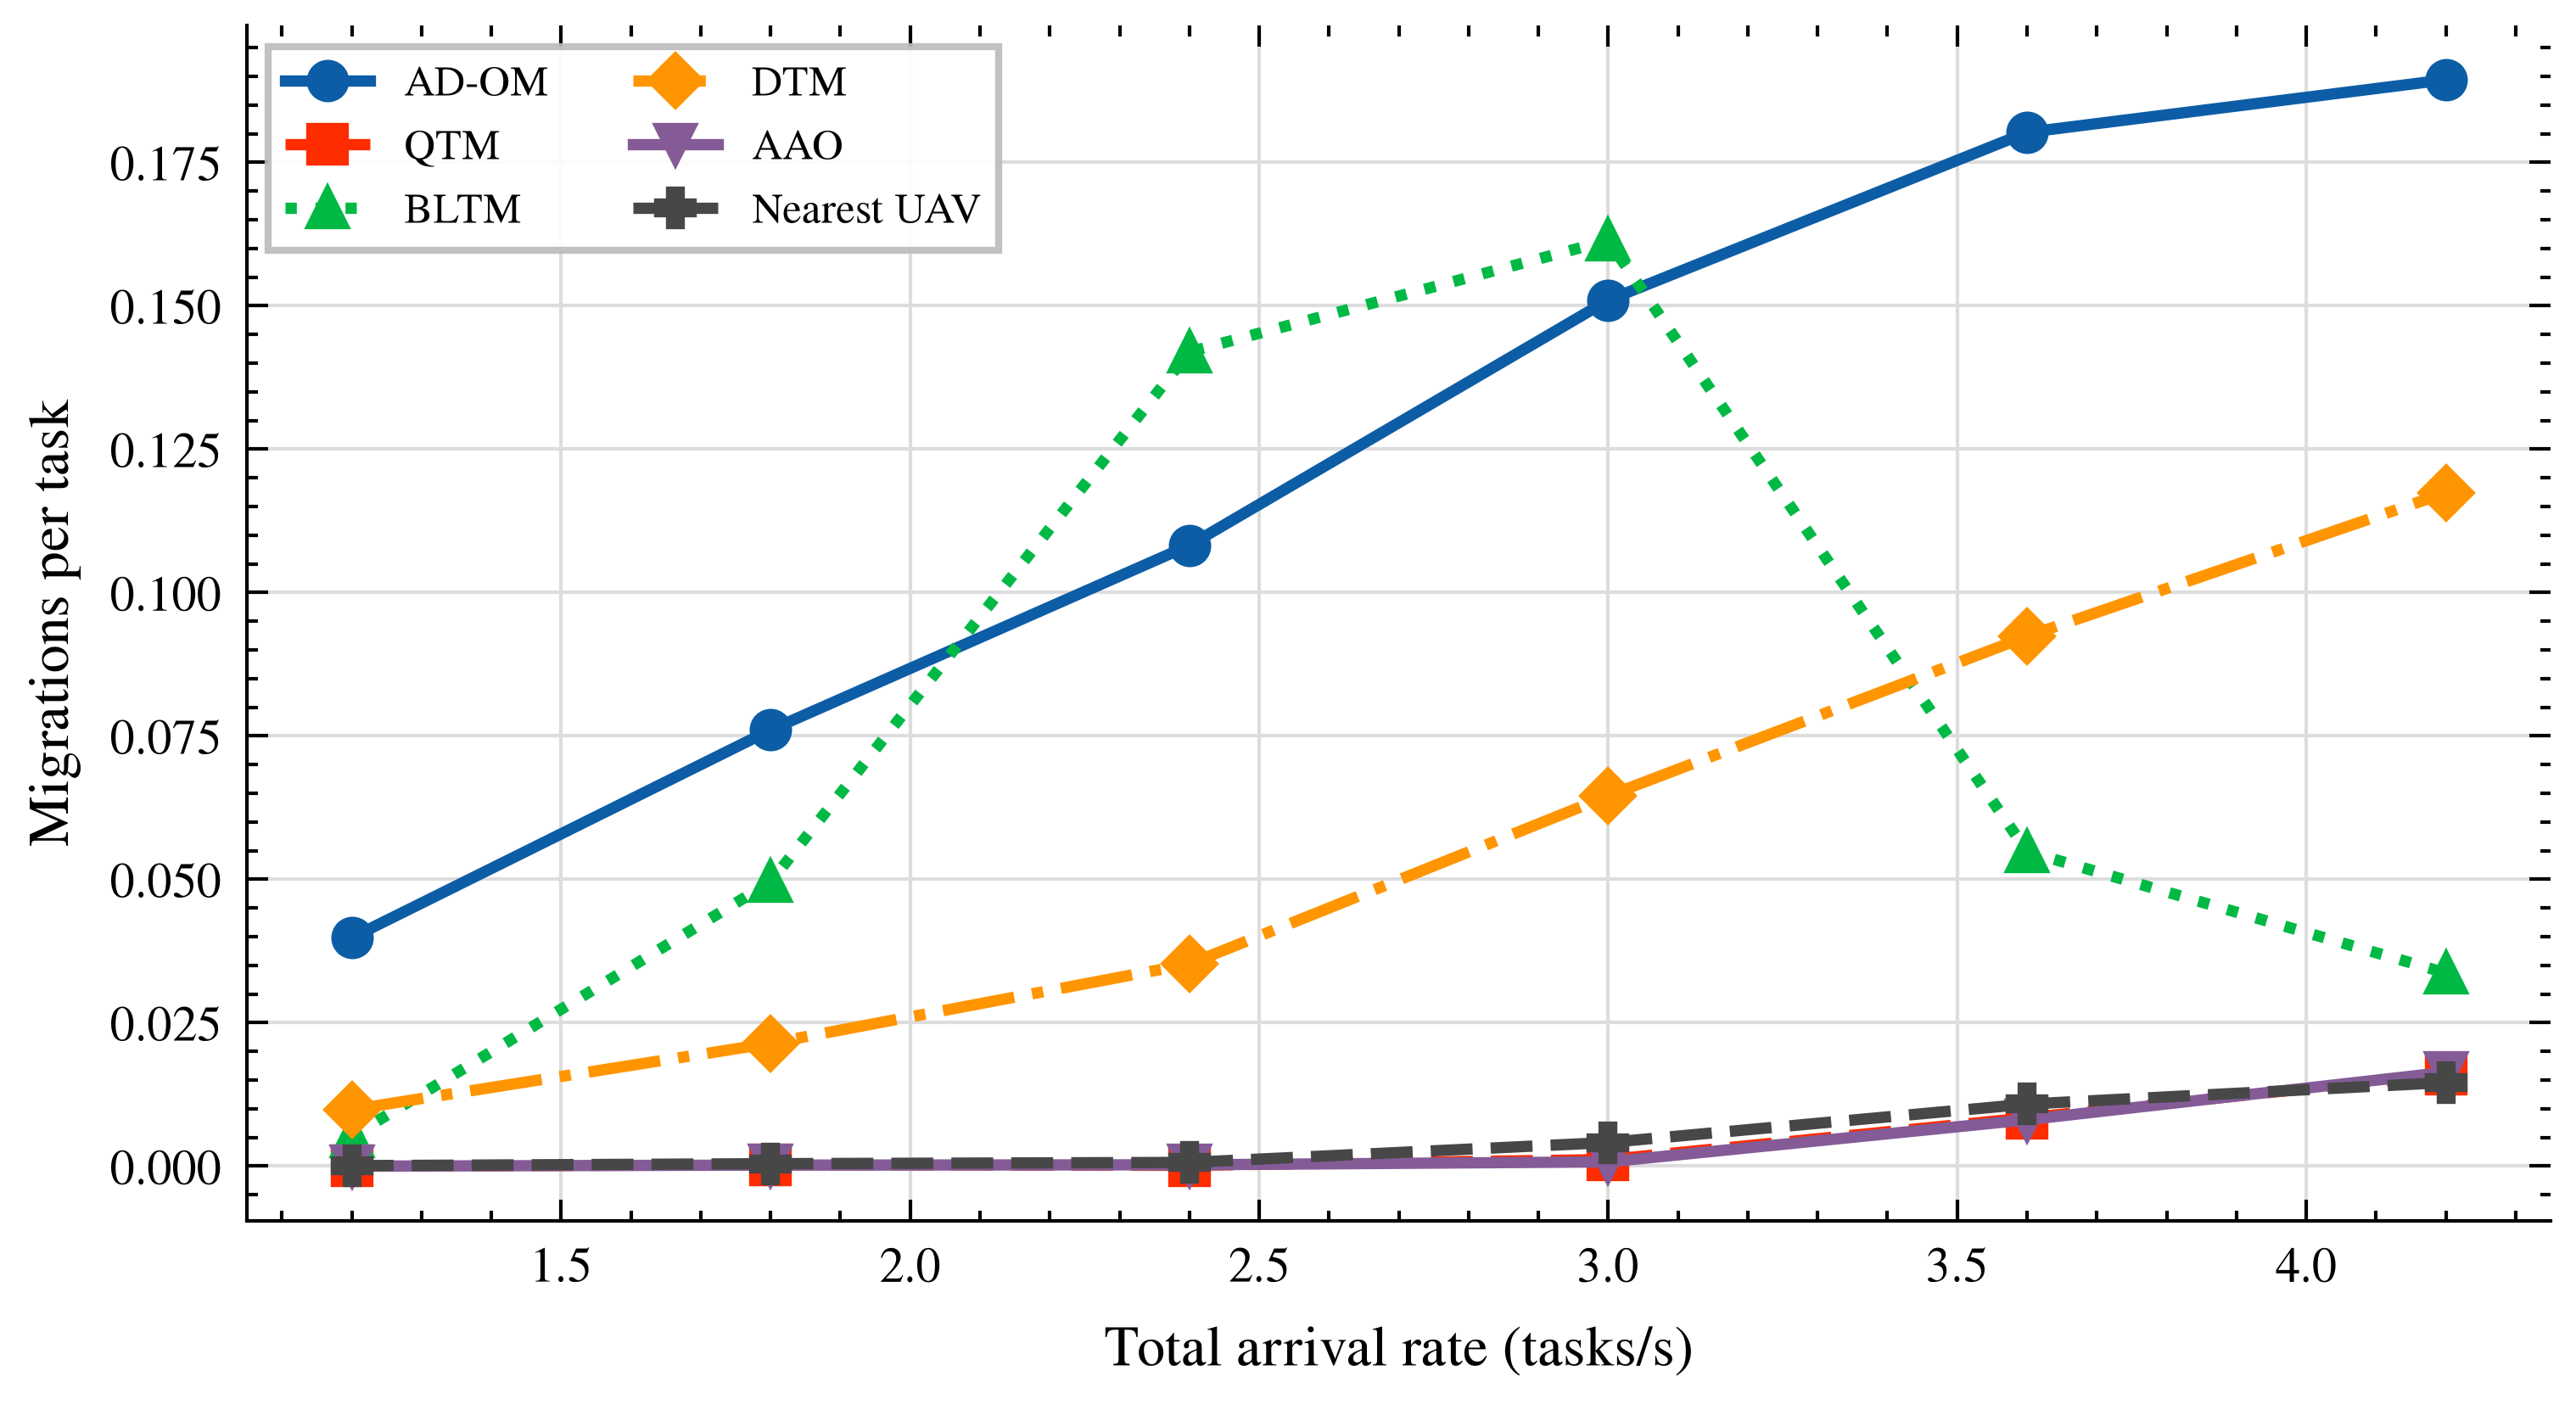 AD-OM
QTM
BLTM
DTM
AAO
Nearest UAV
Migrations per task
0.175
0.150
0.125
0.100
0.075
0.050
0.025
0.000
1.5 2.0 2.5 3.0 3.5 4.0
Total arrival rate (tasks/s)